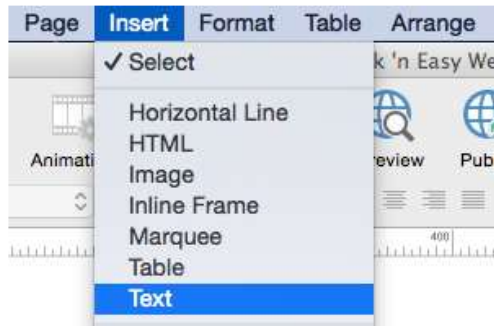 Page Insert Format Table Arrange
✓ Select
k 'n Easy We
Horizontal Line
HTML
Animati
eview
Pub
Image
Inline Frame
Marquee
400
Table
Text